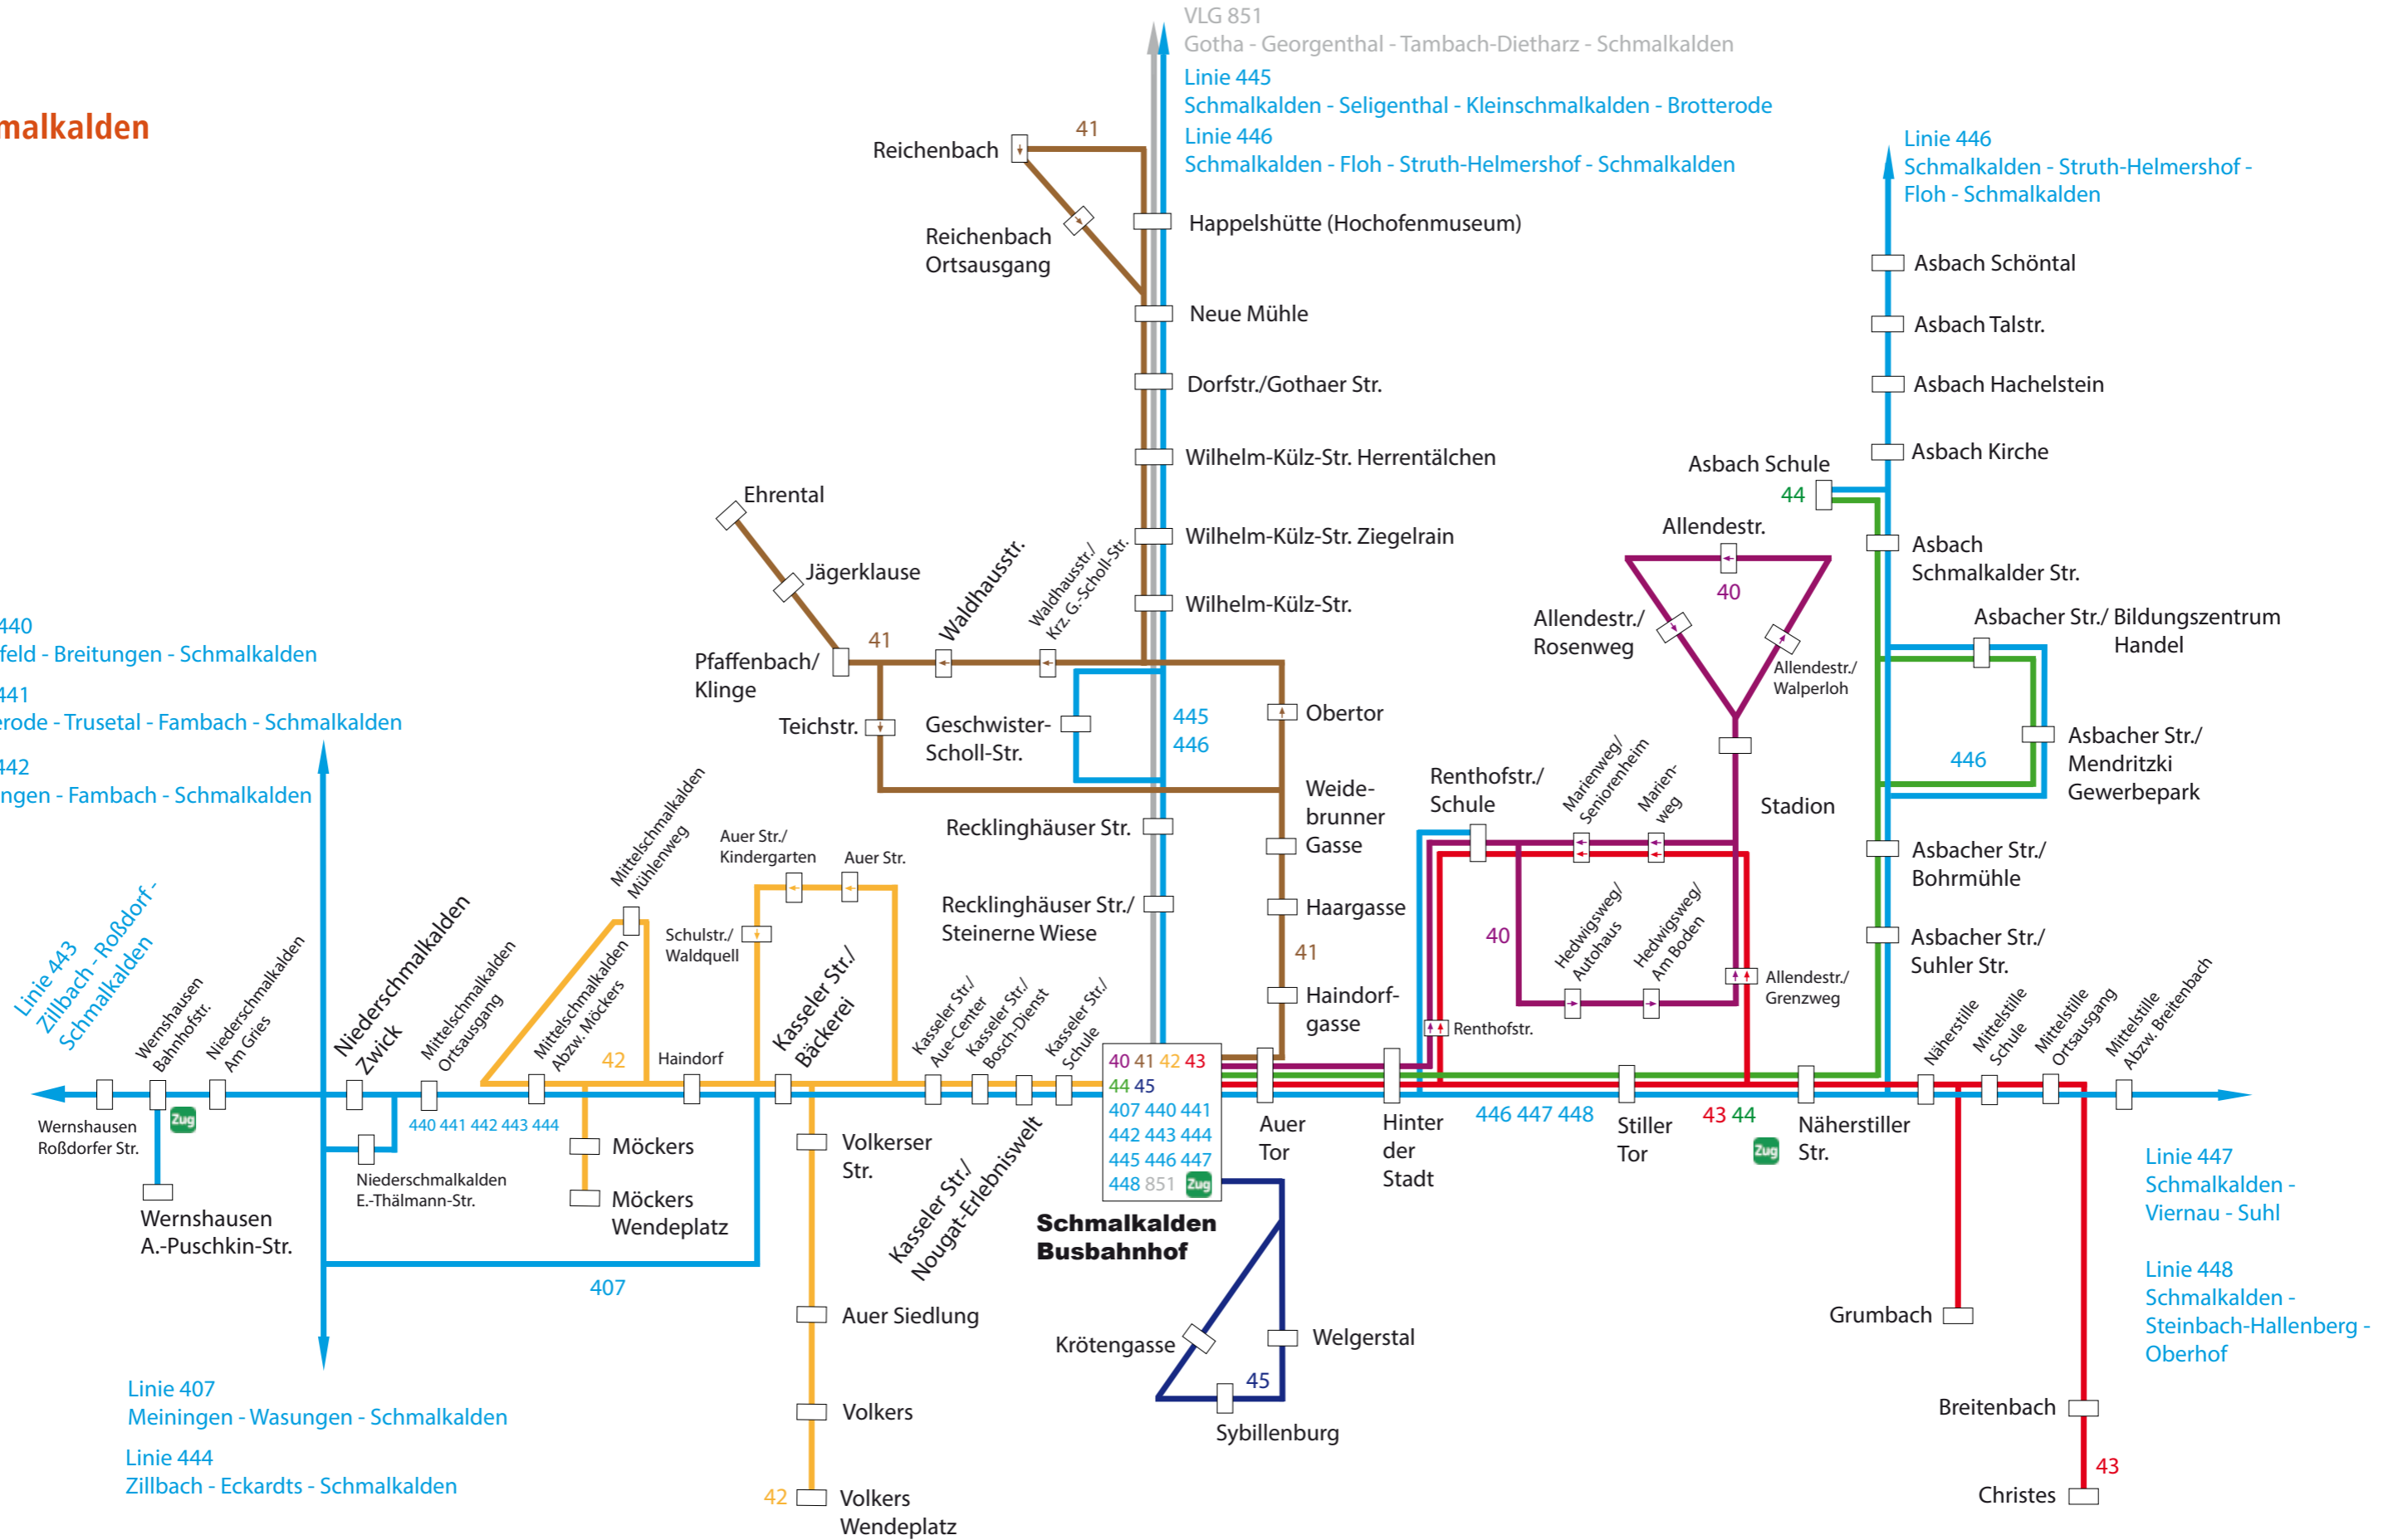 malkalden
VLG 851
Gotha - Georgenthal - Tambach-Dietharz - Schmalkalden
Linie 445
Schmalkalden - Seligenthal - Kleinschmalkalden - Brotterode
Linie 446
Schmalkalden - Floh - Struth-Helmershof - Schmalkalden
Linie 446
Schmalkalden - Struth-Helmershof -
Floh - Schmalkalden
41
Reichenbach
Reichenbach
Ortsausgang
Happelshütte (Hochofenmuseum)
Neue Mühle
Dorfstr./Gothaer Str.
Wilhelm-Külz-Str. Herrentälchen
Wilhelm-Külz-Str. Ziegelrain
Wilhelm-Külz-Str.
Asbach Schöntal
Asbach Talstr.
Asbach Hachelstein
Asbach Kirche
Asbach Schule
44
Asbach
Schmalkalder Str.
Asbacher Str./ Bildungszentrum
Handel
Asbacher Str./
Mendritzki
Gewerbepark
446
Asbacher Str./
Bohrmühle
Asbacher Str./
Suhler Str.
Allendestr.
40
Allendestr./
Rosenweg
Allendestr./
Walperloh
Stadion
Ehrental
Jägerklause
Pfaffenbach/
Klinge
41
Waldhausstr.
Waldhausstr./
Krz. G.-Scholl-Str.
Teichstr.
Geschwister-
Scholl-Str.
445
446
Obertor
Weide-
brunner
Gasse
Haargasse
41
Haindorf-
gasse
Recklinghäuser Str.
Recklinghäuser Str./
Steinerne Wiese
Renthofstr./
Schule
Marienweg/
Seniorenheim
Marien-
weg
40
Hedwigsweg/
Autohaus
Hedwigsweg/
Am Boden
Allendestr./
Grenzweg
Renthofstr.
440
feld - Breitungen - Schmalkalden
441
erode - Trusetal - Fambach - Schmalkalden
442
ngen - Fambach - Schmalkalden
Linie 443
Zillbach - Roßdorf -
Schmalkalden
Wernshausen
Roßdorfer Str.
Wernshausen
Bahnhofstr.
Zug
Niederschmalkalden
Am Gries
Wernshausen
A.-Puschkin-Str.
Niederschmalkalden
Zwick
Niederschmalkalden
E.-Thälmann-Str.
Mittelschmalkalden
Ortsausgang
440 441 442 443 444
Mittelschmalkalden
Abzw. Möckers
Mittelschmalkalden
Mühlenweg
42
Möckers
Möckers
Wendeplatz
Haindorf
407
Auer Str./
Kindergarten
Auer Str.
Schulstr./
Waldquell
Kasseler Str./
Bäckerei
Volkerser
Str.
Auer Siedlung
Volkers
42
Volkers
Wendeplatz
Kasseler Str./
Aue-Center
Kasseler Str./
Bosch-Dienst
Kasseler Str./
Nougat-Erlebniswelt
Kasseler Str./
Schule
40 41 42 43
44 45
407 440 441
442 443 444
445 446 447
448 851 Zug
Schmalkalden
Busbahnhof
Krötengasse
Welgerstal
45
Sybillenburg
Auer
Tor
Hinter
der
Stadt
446 447 448
Stiller
Tor
43 44
Zug
Näherstiller
Str.
Näherstille
Mittelstille
Schule
Mittelstille
Ortsausgang
Mittelstille
Abzw. Breitenbach
Grumbach
Breitenbach
43
Christes
Linie 447
Schmalkalden -
Viernau - Suhl
Linie 448
Schmalkalden -
Steinbach-Hallenberg -
Oberhof
Linie 407
Meiningen - Wasungen - Schmalkalden
Linie 444
Zillbach - Eckardts - Schmalkalden